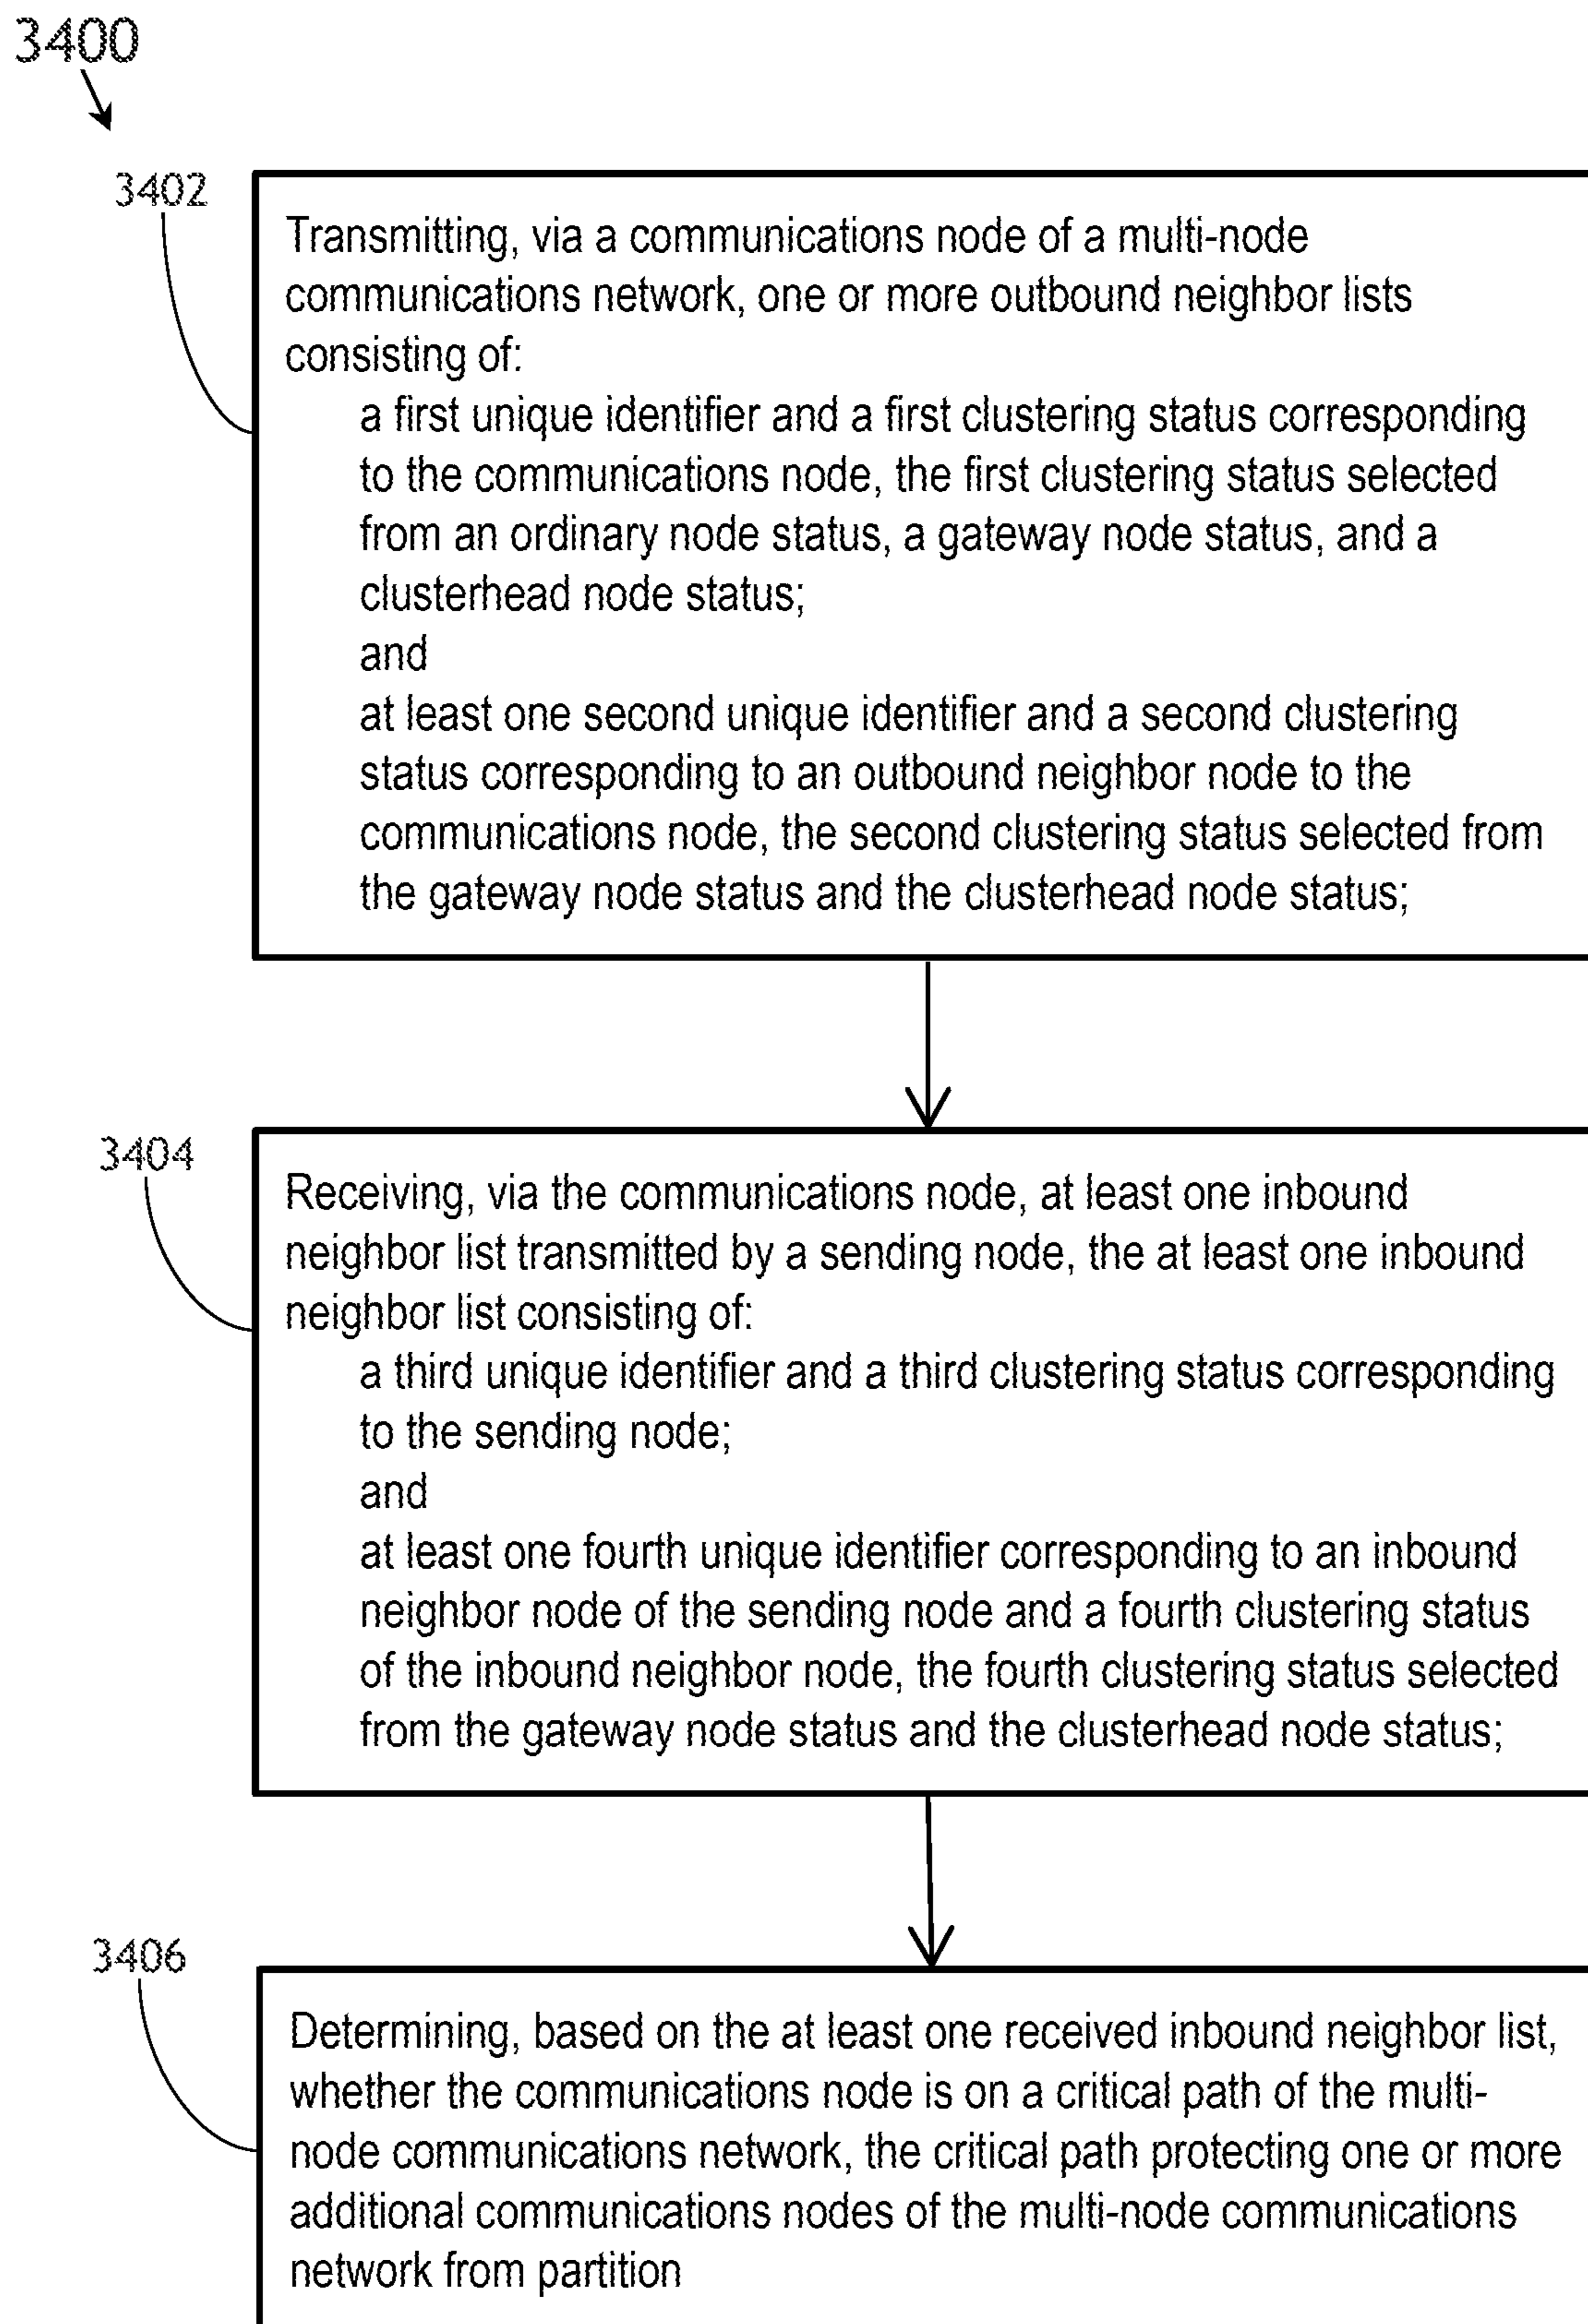 3400
3402
Transmitting, via a communications node of a multi-node
communications network, one or more outbound neighbor lists
consisting of:
a first unique identifier and a first clustering status corresponding
to the communications node, the first clustering status selected
from an ordinary node status, a gateway node status, and a
clusterhead node status;
and
at least one second unique identifier and a second clustering
status corresponding to an outbound neighbor node to the
communications node, the second clustering status selected from
the gateway node status and the clusterhead node status;
3404
Receiving, via the communications node, at least one inbound
neighbor list transmitted by a sending node, the at least one inbound
neighbor list consisting of:
a third unique identifier and a third clustering status corresponding
to the sending node;
and
at least one fourth unique identifier corresponding to an inbound
neighbor node of the sending node and a fourth clustering status
of the inbound neighbor node, the fourth clustering status selected
from the gateway node status and the clusterhead node status;
3406
Determining, based on the at least one received inbound neighbor list,
whether the communications node is on a critical path of the multi-
node communications network, the critical path protecting one or more
additional communications nodes of the multi-node communications
network from partition